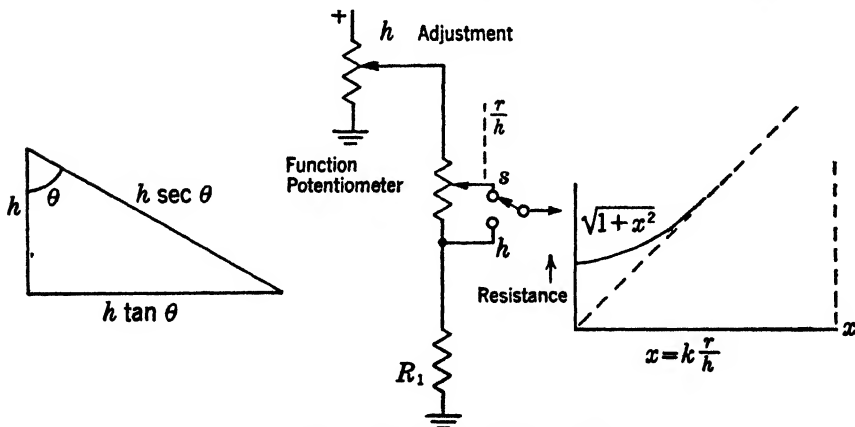 +
h Adjustment
Function
Potentiometer
r/h
s
h
R₁
h
θ
h sec θ
h tan θ
√1+x²
Resistance
x
x=k r/h